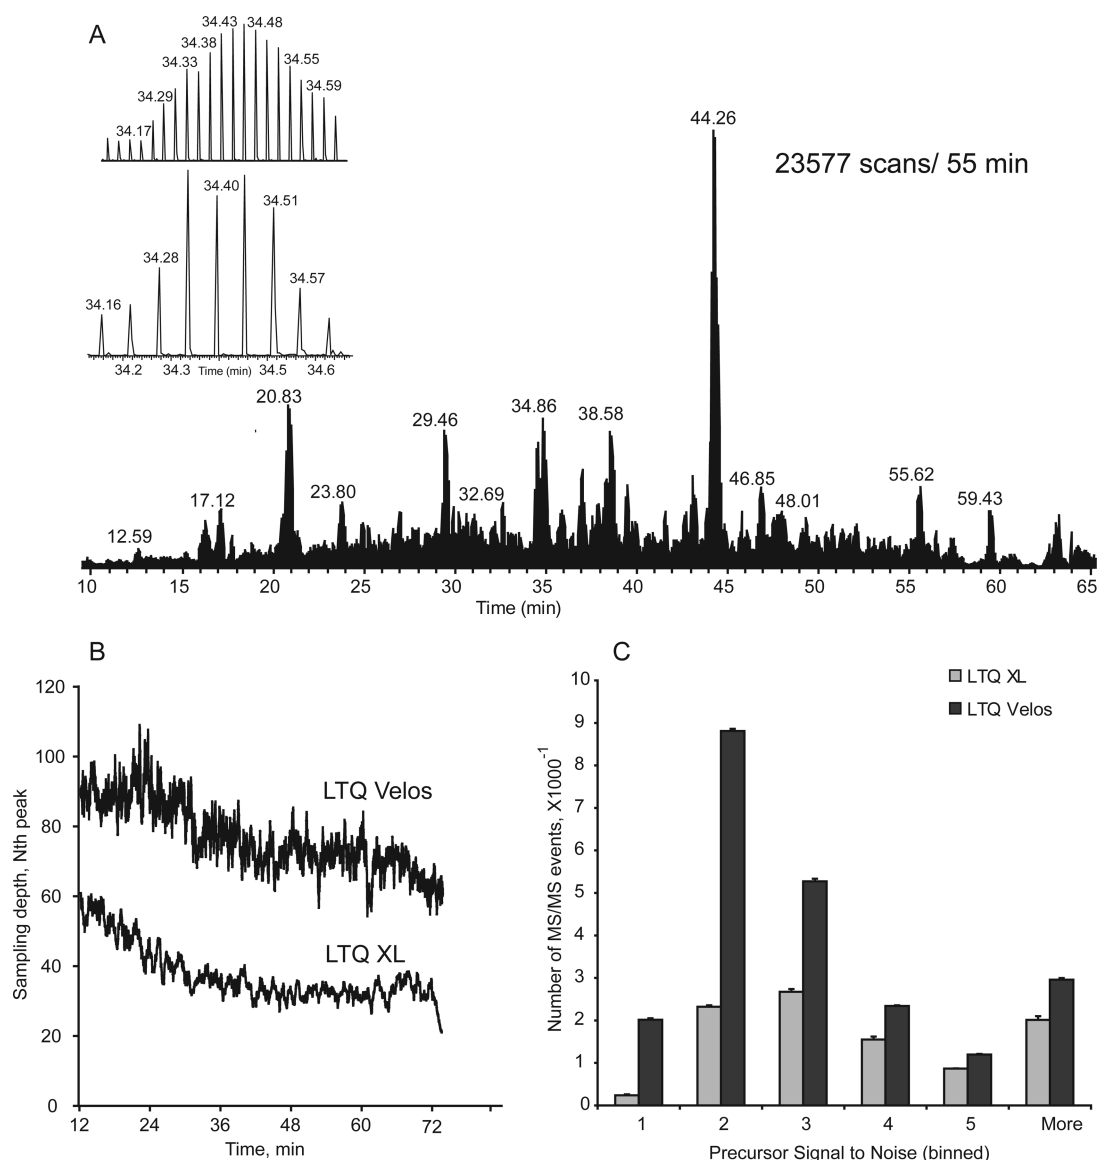 A
34.43 34.48
34.38
34.33 34.55
34.59
34.29
34.17
34.40
34.51
34.28
34.57
34.16
34.2 34.3 Time (min) 34.5 34.6
44.26
23577 scans/ 55 min
20.83
34.86
38.58
29.46
46.85
55.62
23.80
32.69
17.12
48.01
59.43
12.59
10 15 20 25 30 35 40 45 50 55 60 65
Time (min)
B
120
100
80
60
40
20
0
Sampling depth, Nth peak
LTQ Velos
LTQ XL
12 24 36 48 60 72
Time, min
C
LTQ XL
LTQ Velos
10
9
8
7
6
5
4
3
2
1
0
Number of MS/MS events, X1000⁻¹
1 2 3 4 5 More
Precursor Signal to Noise (binned)